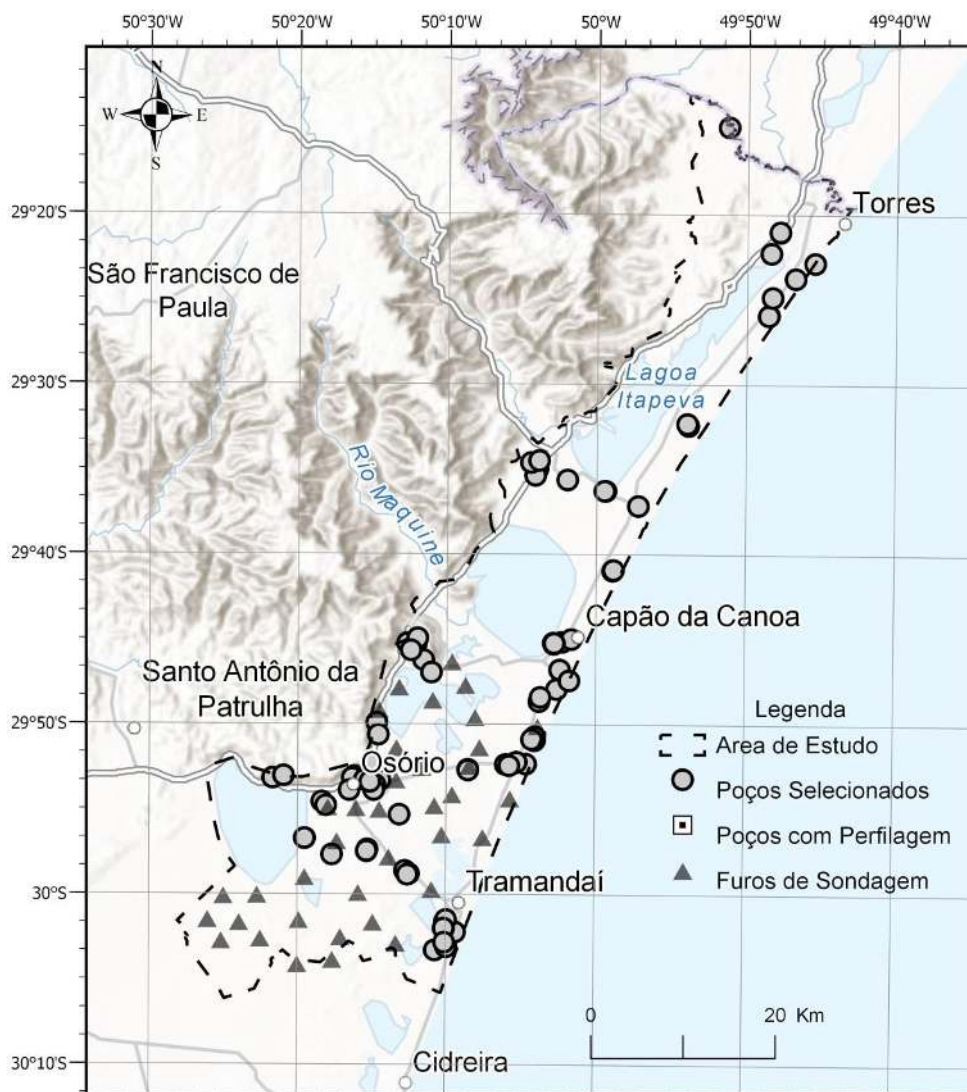 50°30'W 50°20'W 50°10'W 50°W 49°50'W 49°40'W
N
W E
S
29°20'S
29°30'S
29°40'S
29°50'S
30°S
30°10'S
Torres
São Francisco de
Paula
Lagoa
Itapeva
Rio Maquine
Capão da Canoa
Santo Antônio da
Patrulha
Osório
Tramandaí
Cidreira
Legenda
Area de Estudo
Poços Selecionados
Poços com Perfilagem
Furos de Sondagem
0 20 Km